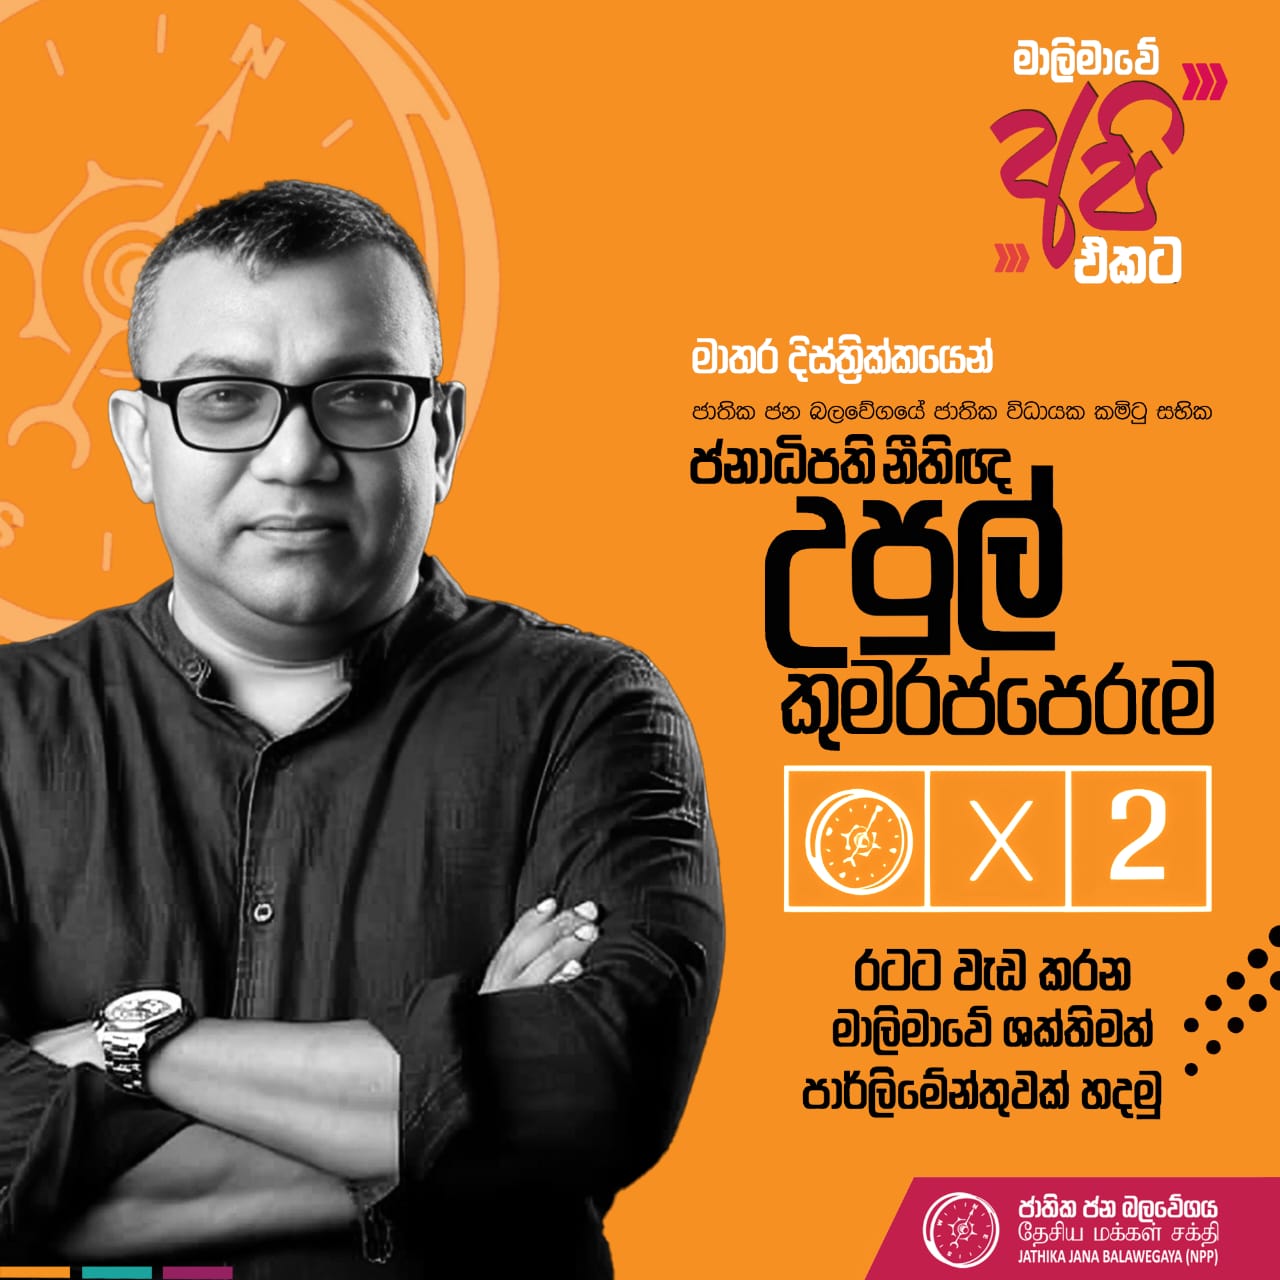 මාලිමාවේ
අපි
එකට
මාතර දිස්ත්‍රික්කයෙන්
ජාතික ජන බලවේගයේ ජාතික විධායක කමිටු සභික
ජනාධිපති නීතිඥ
උපුල්
කුමරප්පෙරුම
X 2
රටට වැඩ කරන
මාලිමාවේ ශක්තිමත්
පාර්ලිමේන්තුවක් හදමු
ජාතික ජන බලවේගය
தேசிய மக்கள் சக்தி
JATHIKA JANA BALAWEGAYA (NPP)
N
S